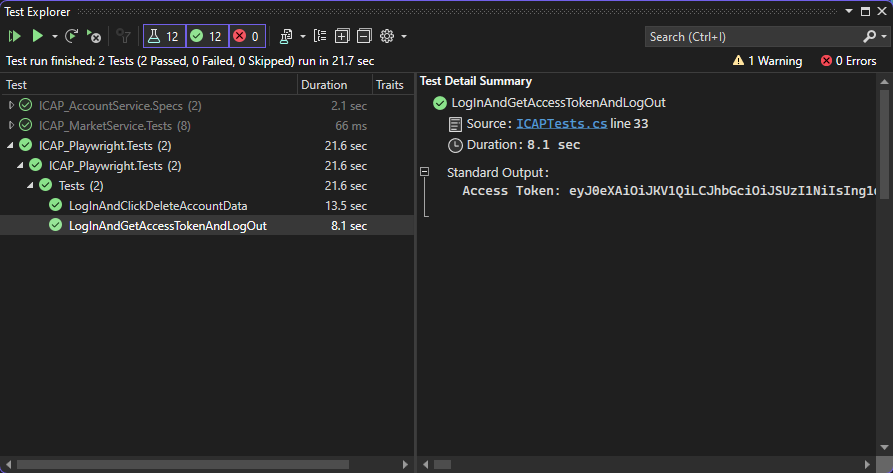 Test Explorer
12 12 0
Search (Ctrl+I)
Test run finished: 2 Tests (2 Passed, 0 Failed, 0 Skipped) run in 21.7 sec
1 Warning
0 Errors
Test Duration Traits
ICAP_AccountService.Specs (2) 2.1 sec
ICAP_MarketService.Tests (8) 66 ms
ICAP_Playwright.Tests (2) 21.6 sec
ICAP_Playwright.Tests (2) 21.6 sec
Tests (2) 21.6 sec
LogInAndClickDeleteAccountData 13.5 sec
LogInAndGetAccessTokenAndLogOut 8.1 sec
Test Detail Summary
LogInAndGetAccessTokenAndLogOut
Source: ICAPTests.cs line 33
Duration: 8.1 sec
Standard Output:
Access Token: eyJ0eXAiOiJKV1QiLCJhbGciOiJSUzI1NiIsIng1